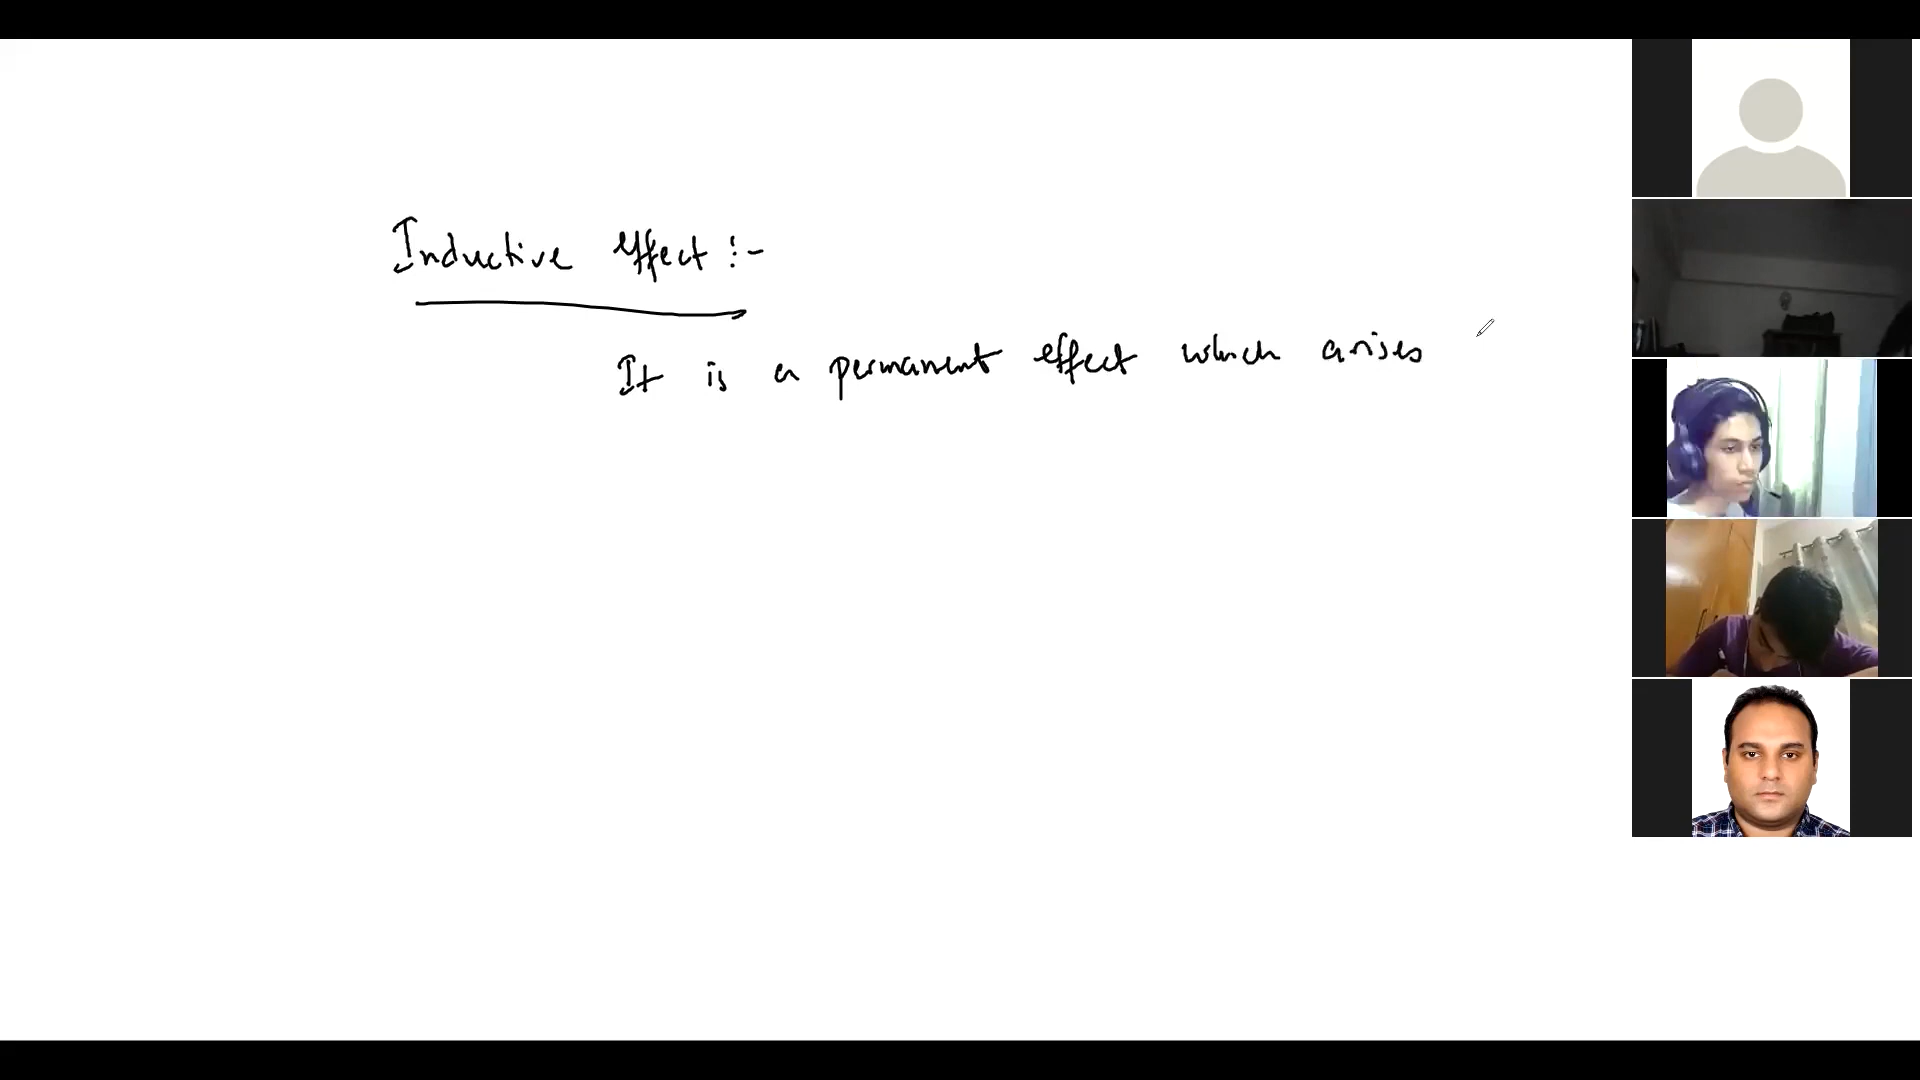 Inductive effect :-
It is a permanent effect which arises